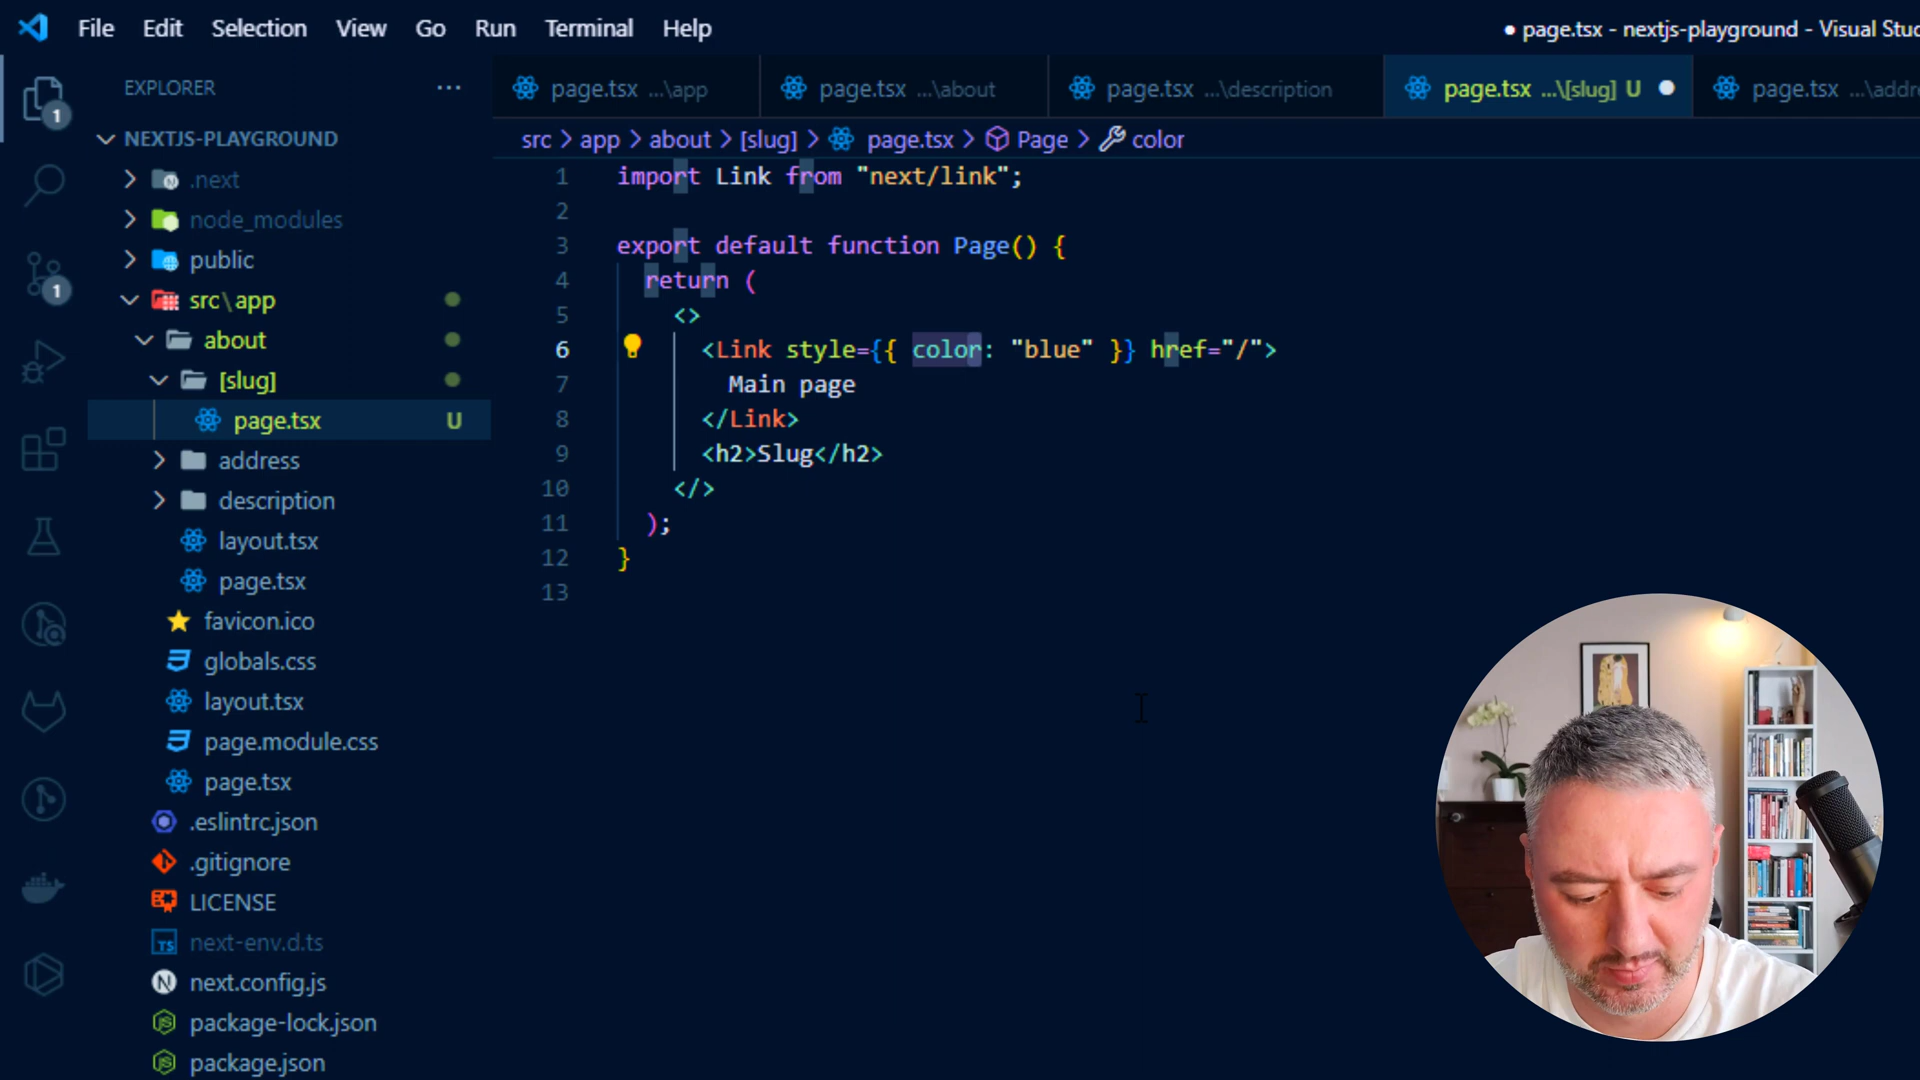 File Edit Selection View Go Run Terminal Help
● page.tsx - nextjs-playground - Visual Stu
EXPLORER ...
page.tsx ...\app
page.tsx ...\about
page.tsx ...\description
page.tsx ...\[slug] U
page.tsx ...\addre
src > app > about > [slug] > page.tsx > Page > color
1
NEXTJS-PLAYGROUND
.next
node_modules
public
src\app
about
[slug]
page.tsx U
address
description
layout.tsx
page.tsx
favicon.ico
globals.css
layout.tsx
page.module.css
page.tsx
.eslintrc.json
.gitignore
LICENSE
TS next-env.d.ts
N next.config.js
package-lock.json
package.json
1
1 import Link from "next/link";
2
3 export default function Page() {
4 return (
5 <>
6 <Link style={{ color: "blue" }} href="/">
7 Main page
8 </Link>
9 <h2>Slug</h2>
10 </>
11 );
12 }
13